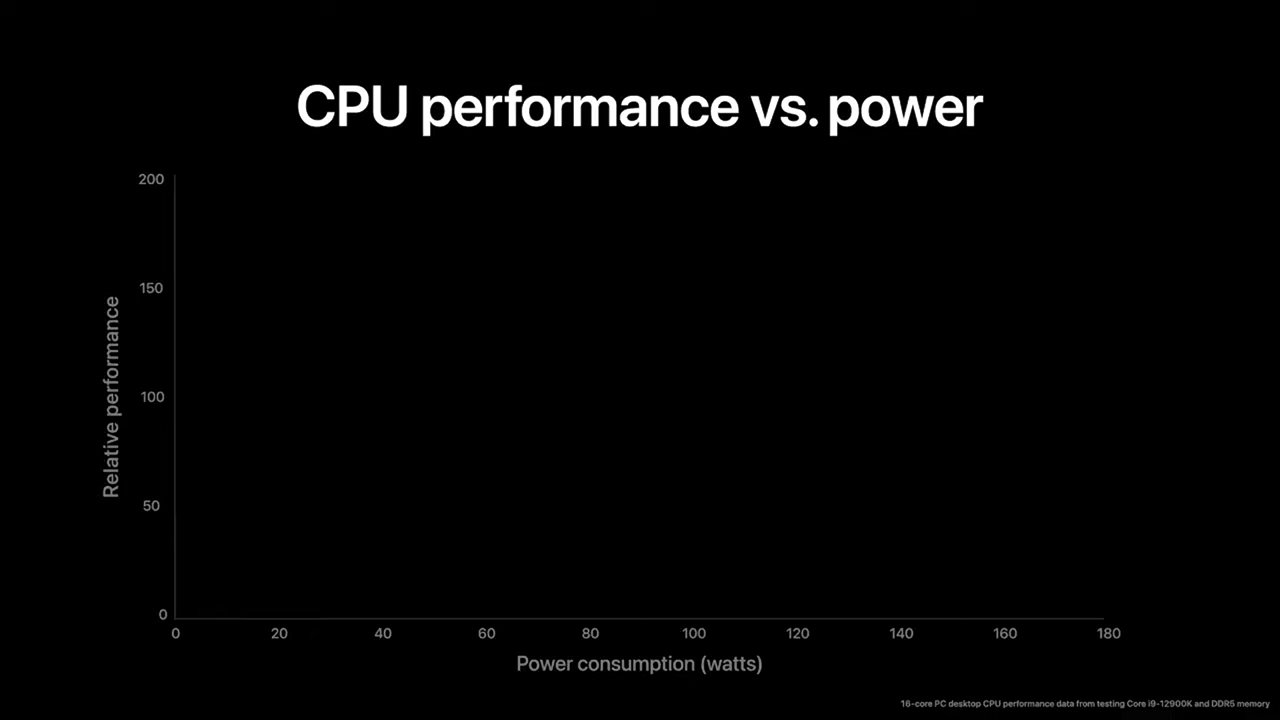 CPU performance vs. power
200
150
100
50
0
Relative performance
0 20 40 60 80 100 120 140 160 180
Power consumption (watts)
16-core PC desktop CPU performance data from testing Core i9-12900K and DDR5 memory